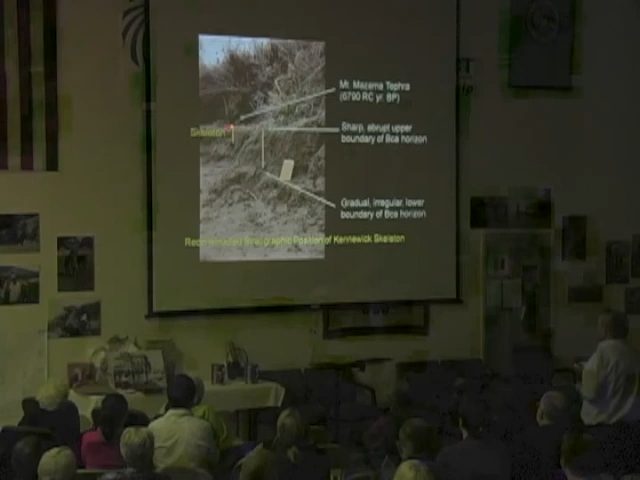 Mt. Mazama Tephra
(6790 RC yr. BP)
Skeleton
Sharp, abrupt upper
boundary of Bca horizon
Gradual, irregular, lower
boundary of Bca horizon
Reconstructed Stratigraphic Position of Kennewick Skeleton